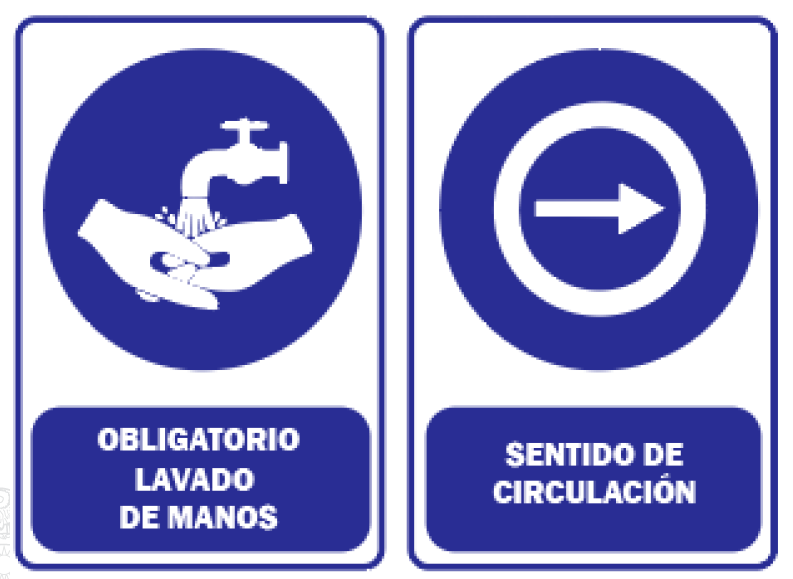 OBLIGATORIO
LAVADO
DE MANOS
SENTIDO DE
CIRCULACIÓN